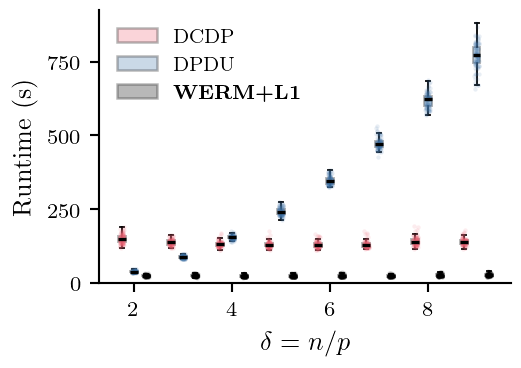 DCDP
DPDU
WERM+L1
Runtime (s)
750
500
250
0
2 4 6 8
δ = n/p